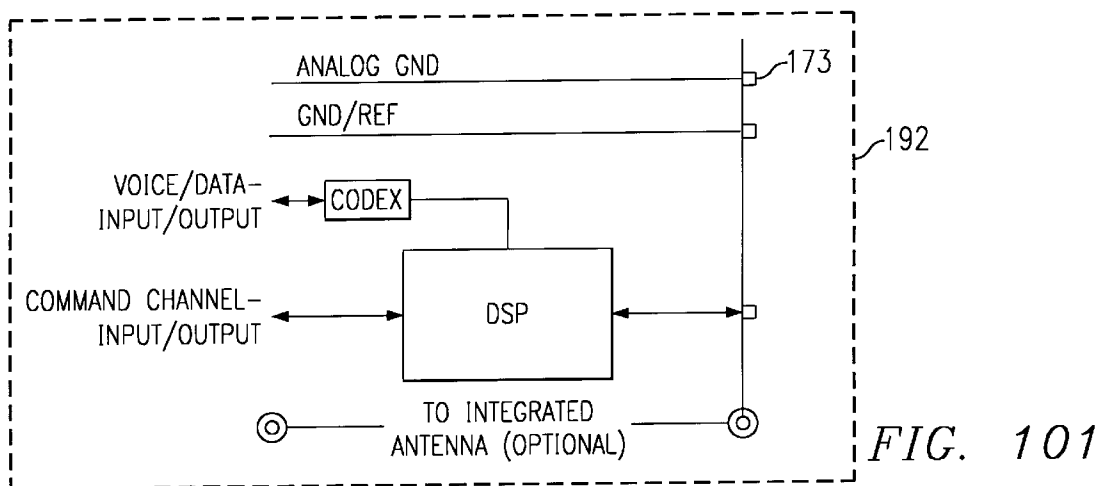 ANALOG GND
173
GND/REF
192
VOICE/DATA-
INPUT/OUTPUT
CODEX
COMMAND CHANNEL-
INPUT/OUTPUT
DSP
TO INTEGRATED
ANTENNA (OPTIONAL)
FIG. 101